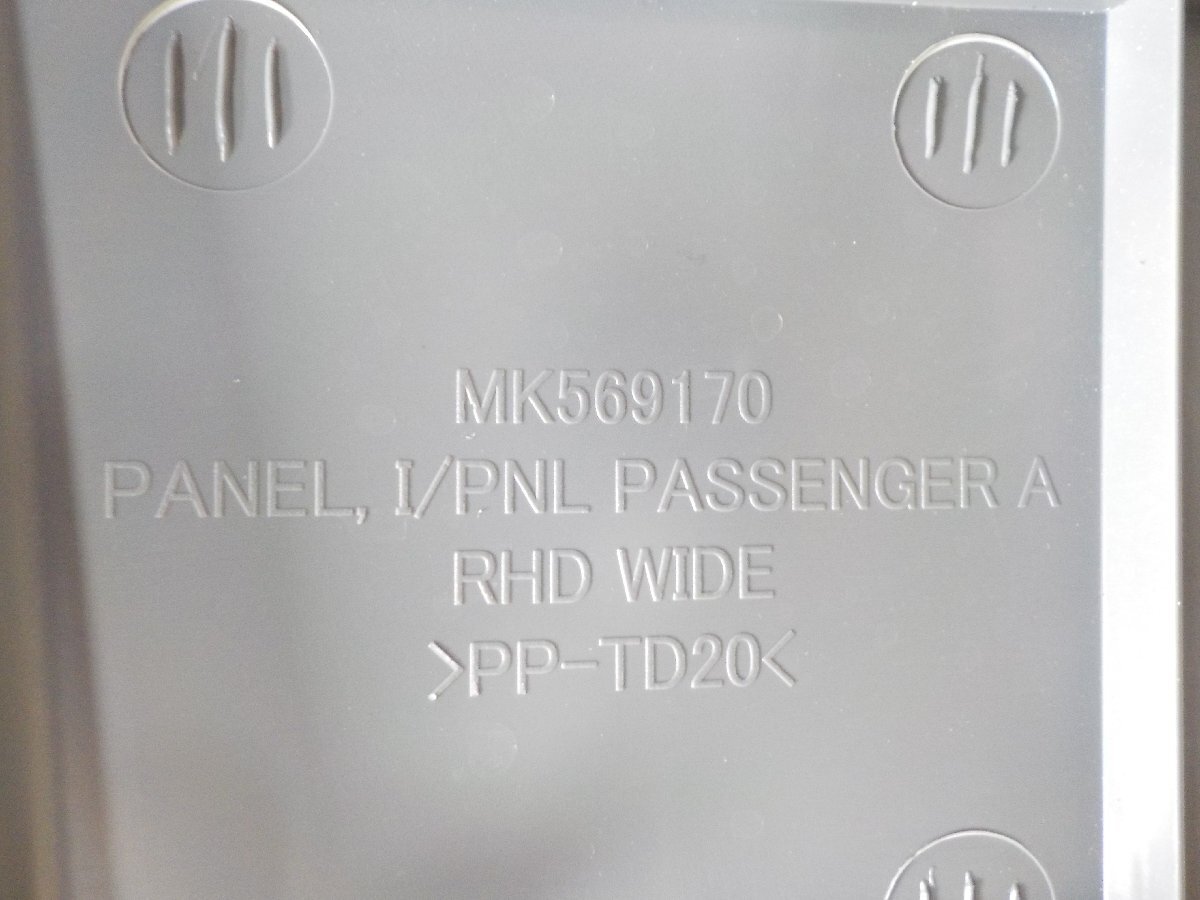 MK569170
PANEL, I/PNL PASSENGER A
RHD WIDE
>PP-TD20<